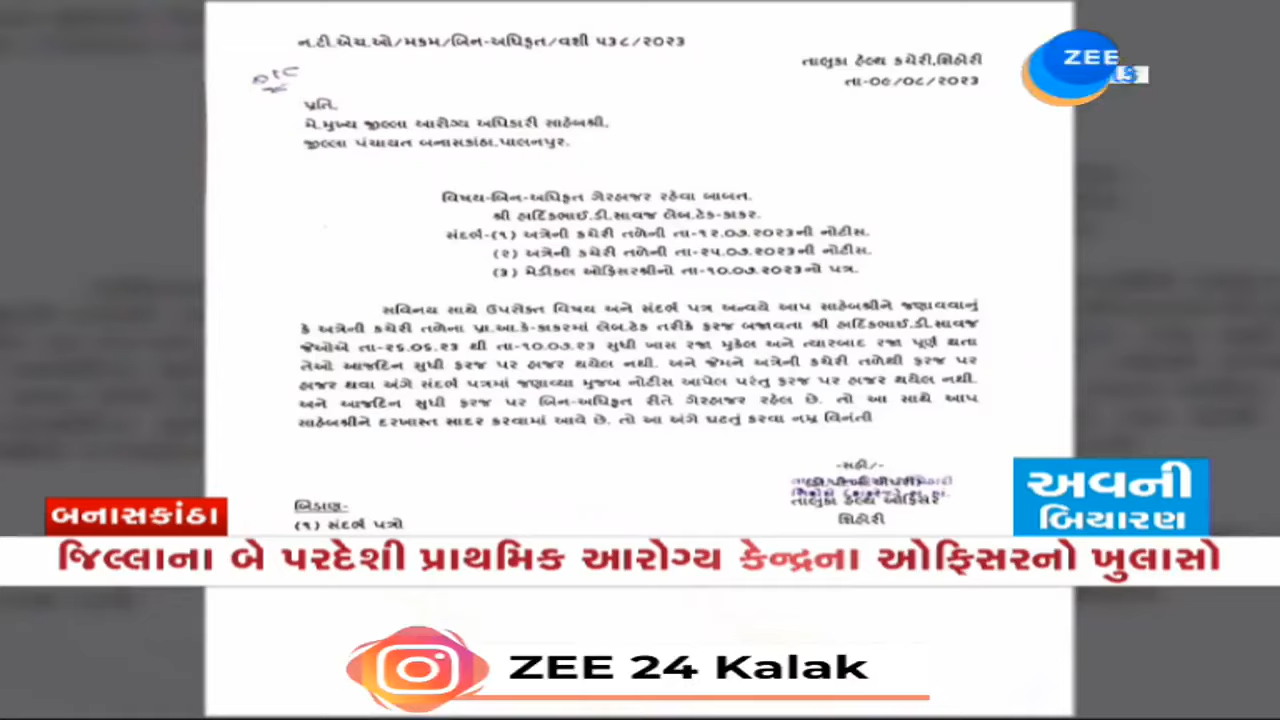 ન.ટી.એચ.ઓ/મકમ/બિન-અધિકૃત/વશી ૫૩૮/૨૦૨૩
તાલુકા હેલ્થ કચેરી,શિહોરી
તા-૦૯/૦૮/૨૦૨૩
ZEE
પ્રતિ,
મે.મુખ્ય જીલ્લા આરોગ્ય અધિકારી સાહેબશ્રી,
જીલ્લા પંચાયત બનાસકાંઠા.પાલનપુર.
વિષય-બિન-અધિકૃત ગેરહાજર રહેવા બાબત.
શ્રી હાર્દિકભાઈ.ડી.સાવજ લેબ.ટેક-કાકર.
સંદર્ભ-(૧) અત્રેની કચેરી તળેની તા-૧૨.૦૭.૨૦૨૩ની નોટીસ.
(૨) અત્રેની કચેરી તળેની તા-૨૫.૦૭.૨૦૨૩ની નોટીસ.
(૩) મેડીકલ ઓફિસરશ્રીનો તા-૧૦.૦૭.૨૦૨૩નો પત્ર.
સવિનય સાથે ઉપરોક્ત વિષય અને સંદર્ભ પત્ર અન્વયે આપ સાહેબશ્રીને જણાવવાનું
કે અત્રેની કચેરી તળેના પ્રા.આ.કે-કાકરમાં લેબ.ટેક તરીકે ફરજ બજાવતા શ્રી હાર્દિકભાઈ.ડી.સાવજ
જેઓએ તા-૨૬.૦૬.૨૩ થી તા-૧૦.૦૭.૨૩ સુધી ખાસ રજા મુકેલ અને ત્યારબાદ રજા પૂર્ણ થતા
તેઓ આજદિન સુધી ફરજ પર હાજર થયેલ નથી. અને જેમને અત્રેની કચેરી તળેથી ફરજ પર
હાજર થવા અંગે સંદર્ભ પત્રમાં જણાવ્યા મુજબ નોટીસ આપેલ પરંતુ ફરજ પર હાજર થયેલ નથી.
અને આજદિન સુધી ફરજ પર બિન-અધિકૃત રીતે ગેરહાજર રહેલ છે. તો આ સાથે આપ
સાહેબશ્રીને દરખાસ્ત સાદર કરવામાં આવે છે. તો આ અંગે ઘટતું કરવા નમ્ર વિનંતી
-સહી/-
તાલુકા હેલ્થ ઓફિસર
શિહોરી
બિડાણ-
(૧) સંદર્ભ પત્રો
અવની
બિચારણ
બનાસકાંઠા
જિલ્લાના બે પરદેશી પ્રાથમિક આરોગ્ય કેન્દ્રના ઓફિસરનો ખુલાસો
ZEE 24 Kalak